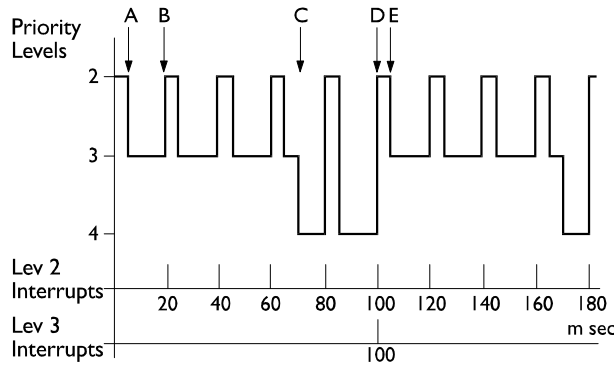 Priority
Levels
A B C D E
2
3
4
Lev 2
Interrupts
20 40 60 80 100 120 140 160 180
Lev 3
Interrupts
m sec
100